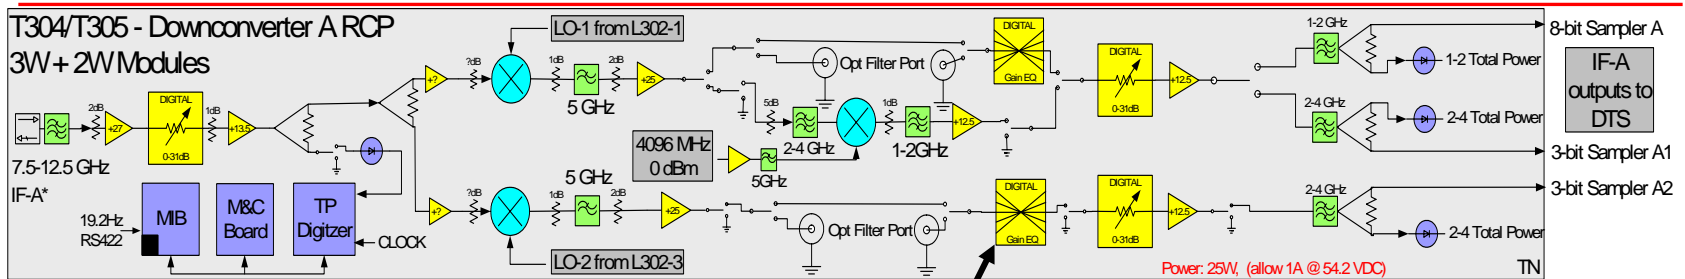 T304/T305 - Downconverter A RCP
3W + 2W Modules
LO-1 from L302-1
8-bit Sampler A
IF-A
outputs to
DTS
1-2 GHz
1-2 Total Power
2-4 GHz
2-4 Total Power
3-bit Sampler A1
3-bit Sampler A2
2-4 GHz
2-4 Total Power
7.5-12.5 GHz
IF-A*
2dB
+27
DIGITAL
0-31dB
1dB
+13.5
+?
?dB
1dB
5 GHz
2dB
+25
Opt Filter Port
5dB
2-4 GHz
1dB
1-2GHz
+12.5
4096 MHz
0 dBm
5GHz
DIGITAL
Gain EQ
DIGITAL
0-31dB
+12.5
+?
?dB
1dB
5 GHz
2dB
+25
Opt Filter Port
DIGITAL
Gain EQ
DIGITAL
0-31dB
+12.5
LO-2 from L302-3
19.2Hz
RS422
MIB
M&C
Board
TP
Digitzer
CLOCK
Power: 25W, (allow 1A @ 54.2 VDC)
TN